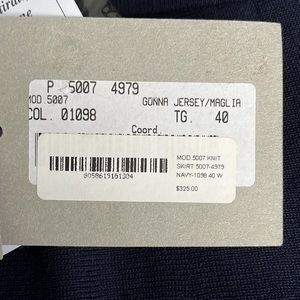 P 5007 4979
MOD.5007 GONNA JERSEY/MAGLIA
COL. 01098 TG. 40
Coord.
MOD.5007 KNIT
SKIRT 5007-4979
NAVY-1098 40 W
$325.00